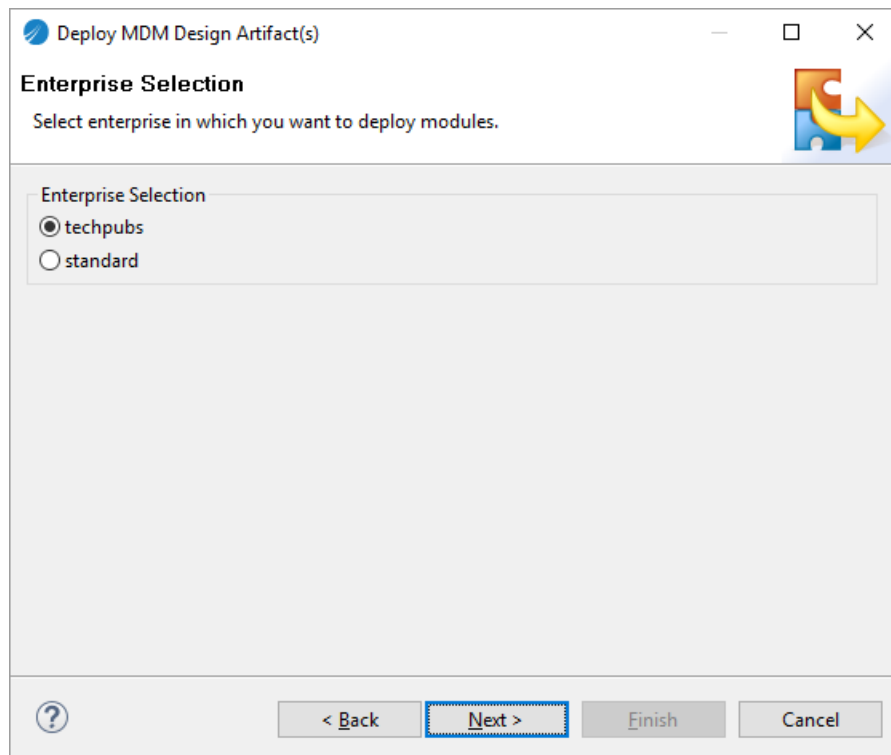 Deploy MDM Design Artifact(s)
Enterprise Selection
Select enterprise in which you want to deploy modules.
Enterprise Selection
techpubs
standard
? < Back Next > Finish Cancel